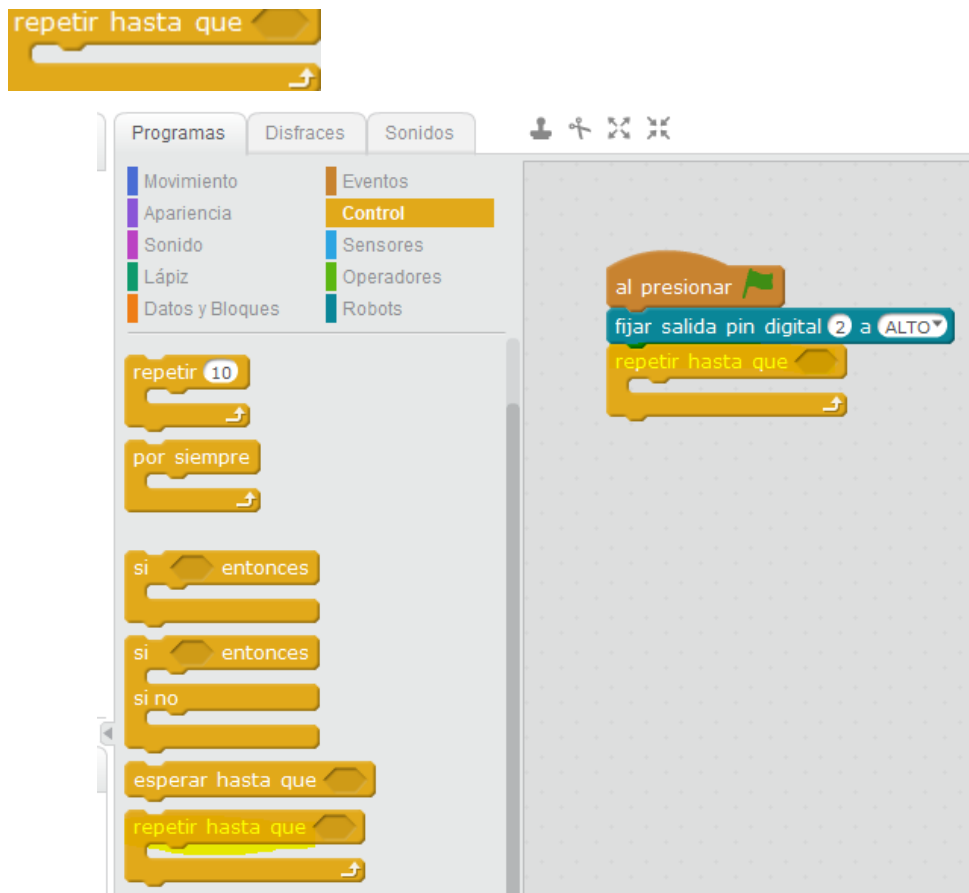 repetir hasta que
Programas Disfraces Sonidos
Movimiento Eventos
Apariencia Control
Sonido Sensores
Lápiz Operadores
Datos y Bloques Robots
repetir 10
por siempre
si entonces
si entonces
si no
esperar hasta que
repetir hasta que
al presionar
fijar salida pin digital 2 a ALTO
repetir hasta que